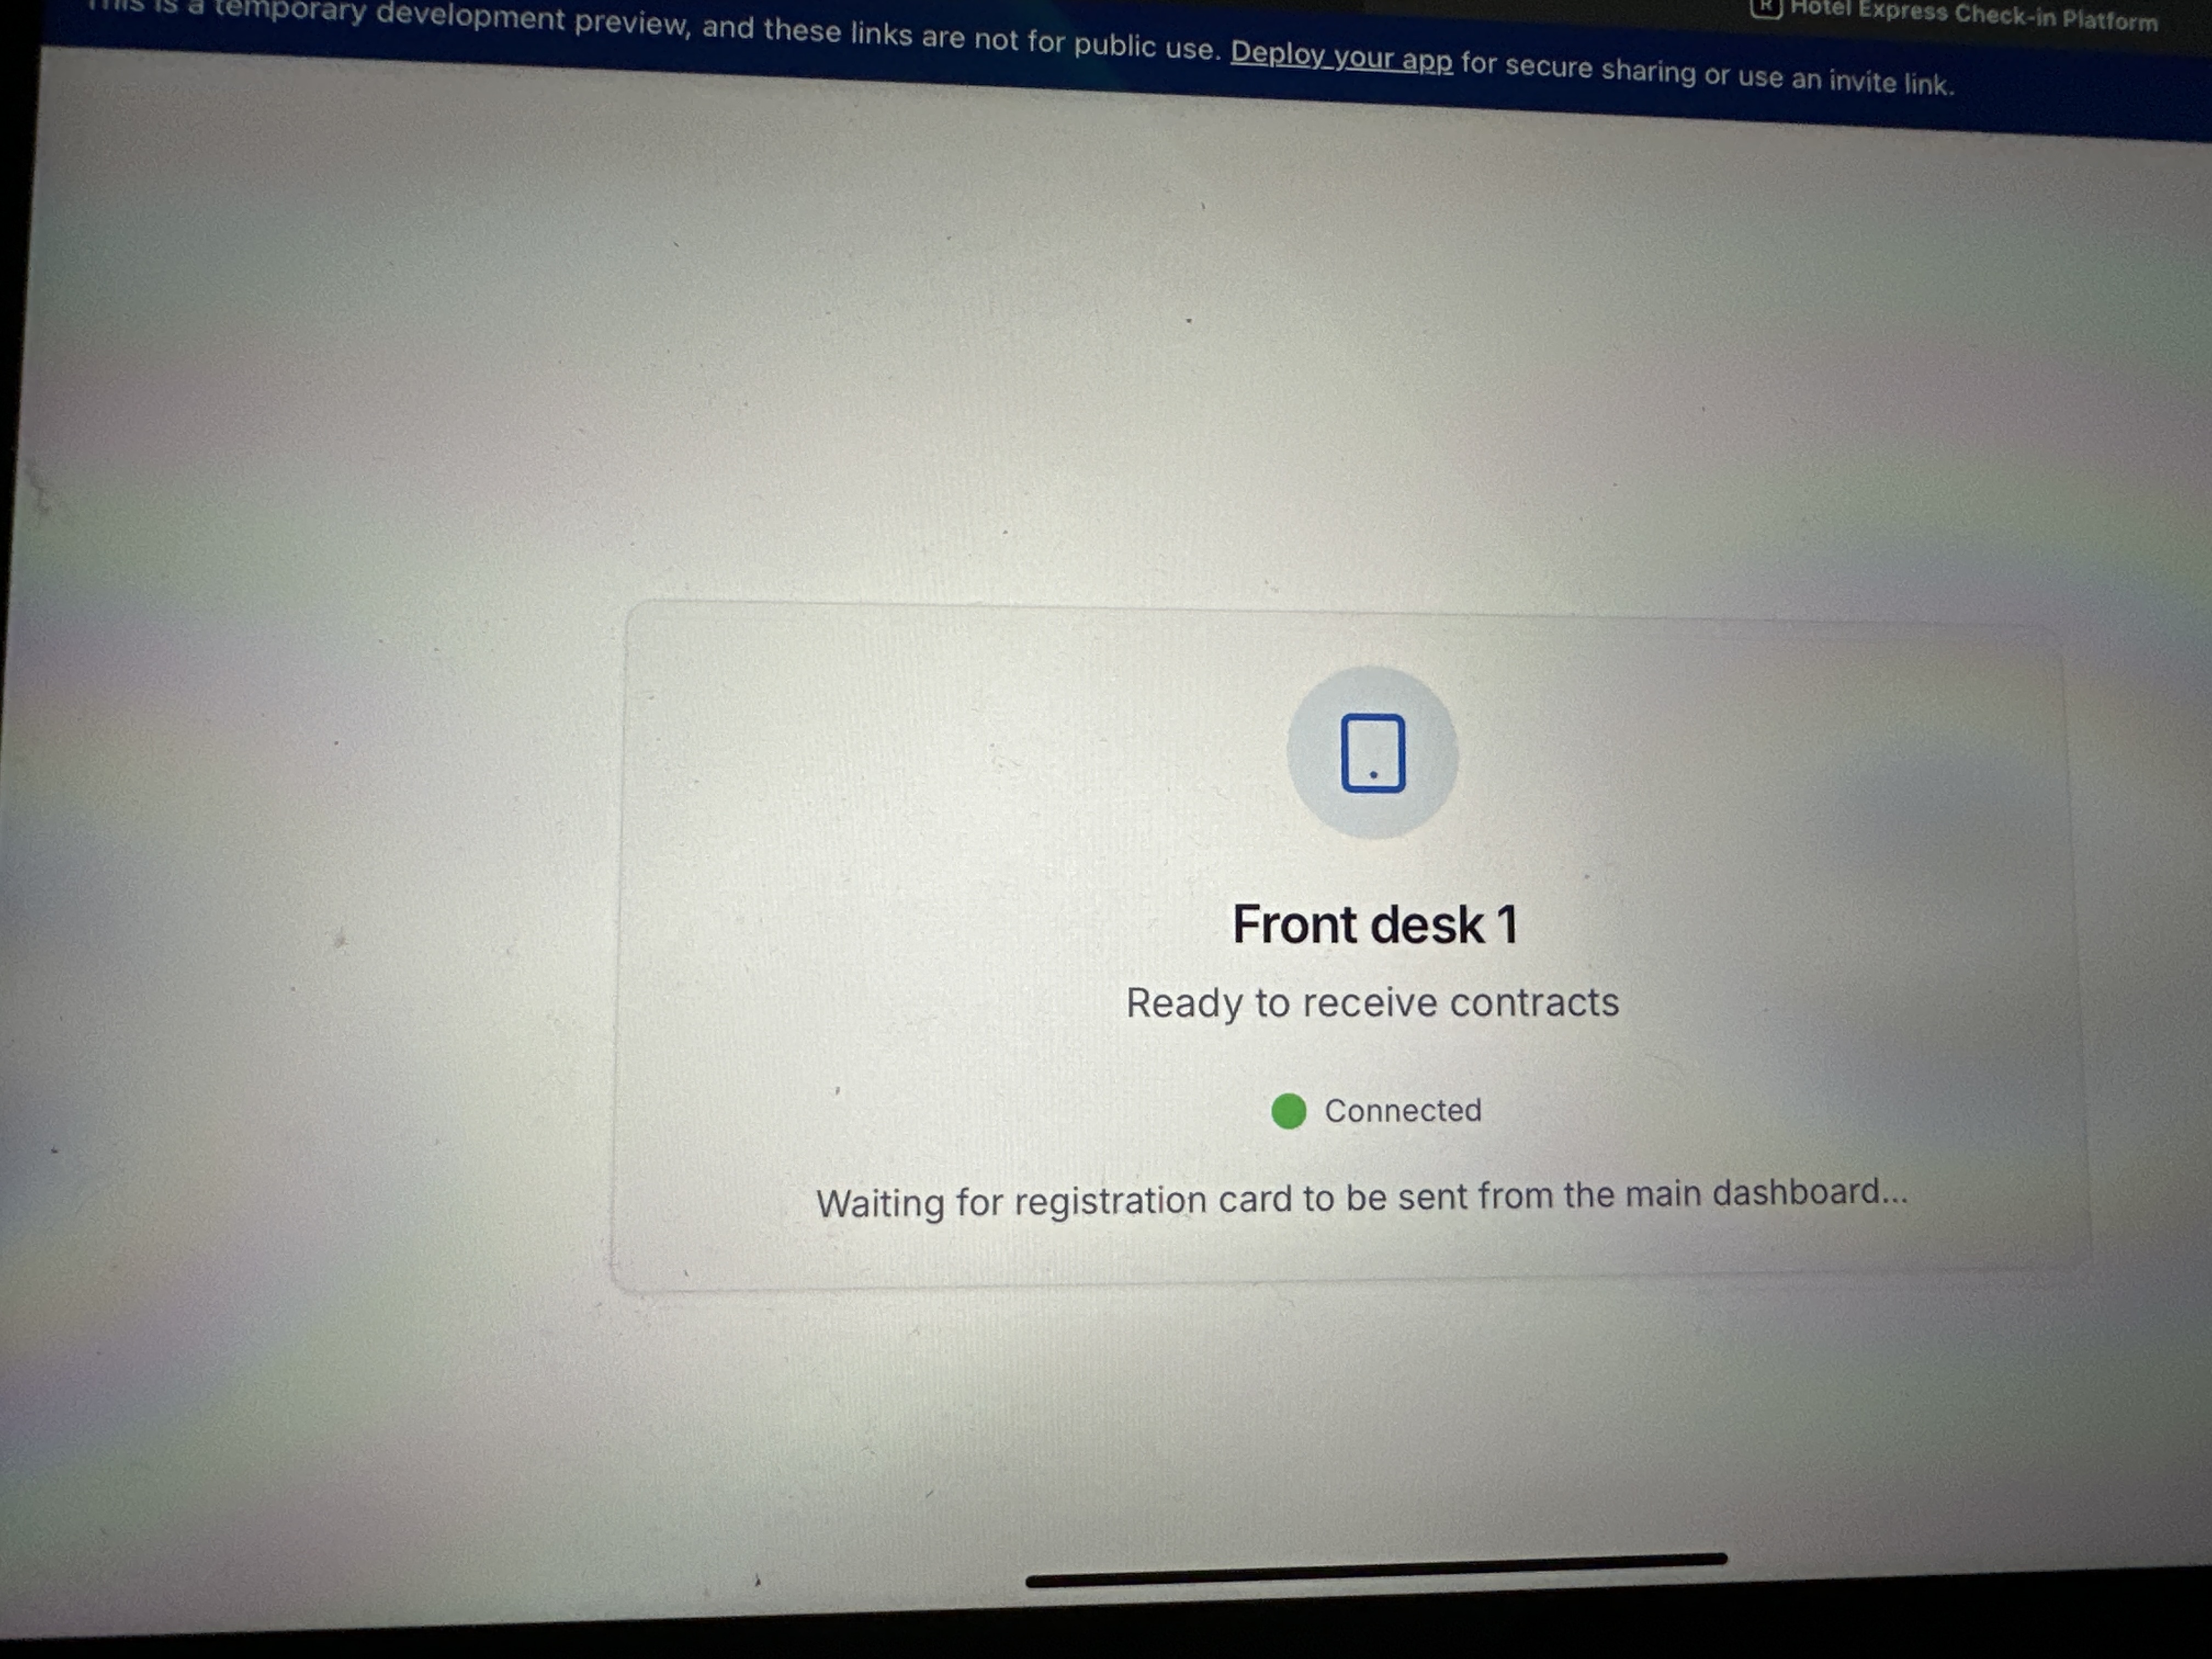 Hotel Express Check-in Platform
This is a temporary development preview, and these links are not for public use. Deploy your app for secure sharing or use an invite link.
Front desk 1
Ready to receive contracts
Connected
Waiting for registration card to be sent from the main dashboard...